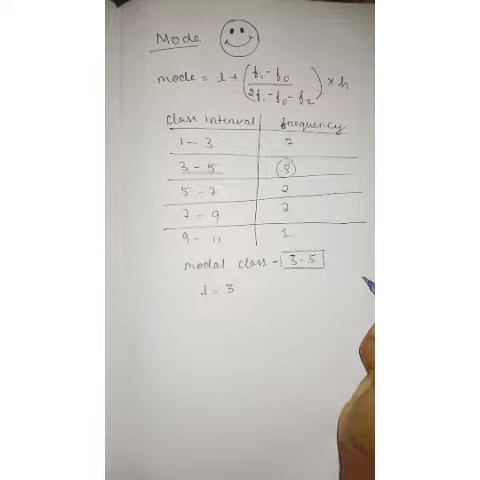 Mode
mode = l + (f₁ - f₀ / 2f₁ - f₀ - f₂) × h
class interval frequency
1 - 3 7
3 - 5 8
5 - 7 2
7 - 9 2
9 - 11 1
modal class - 3 - 5
l = 3